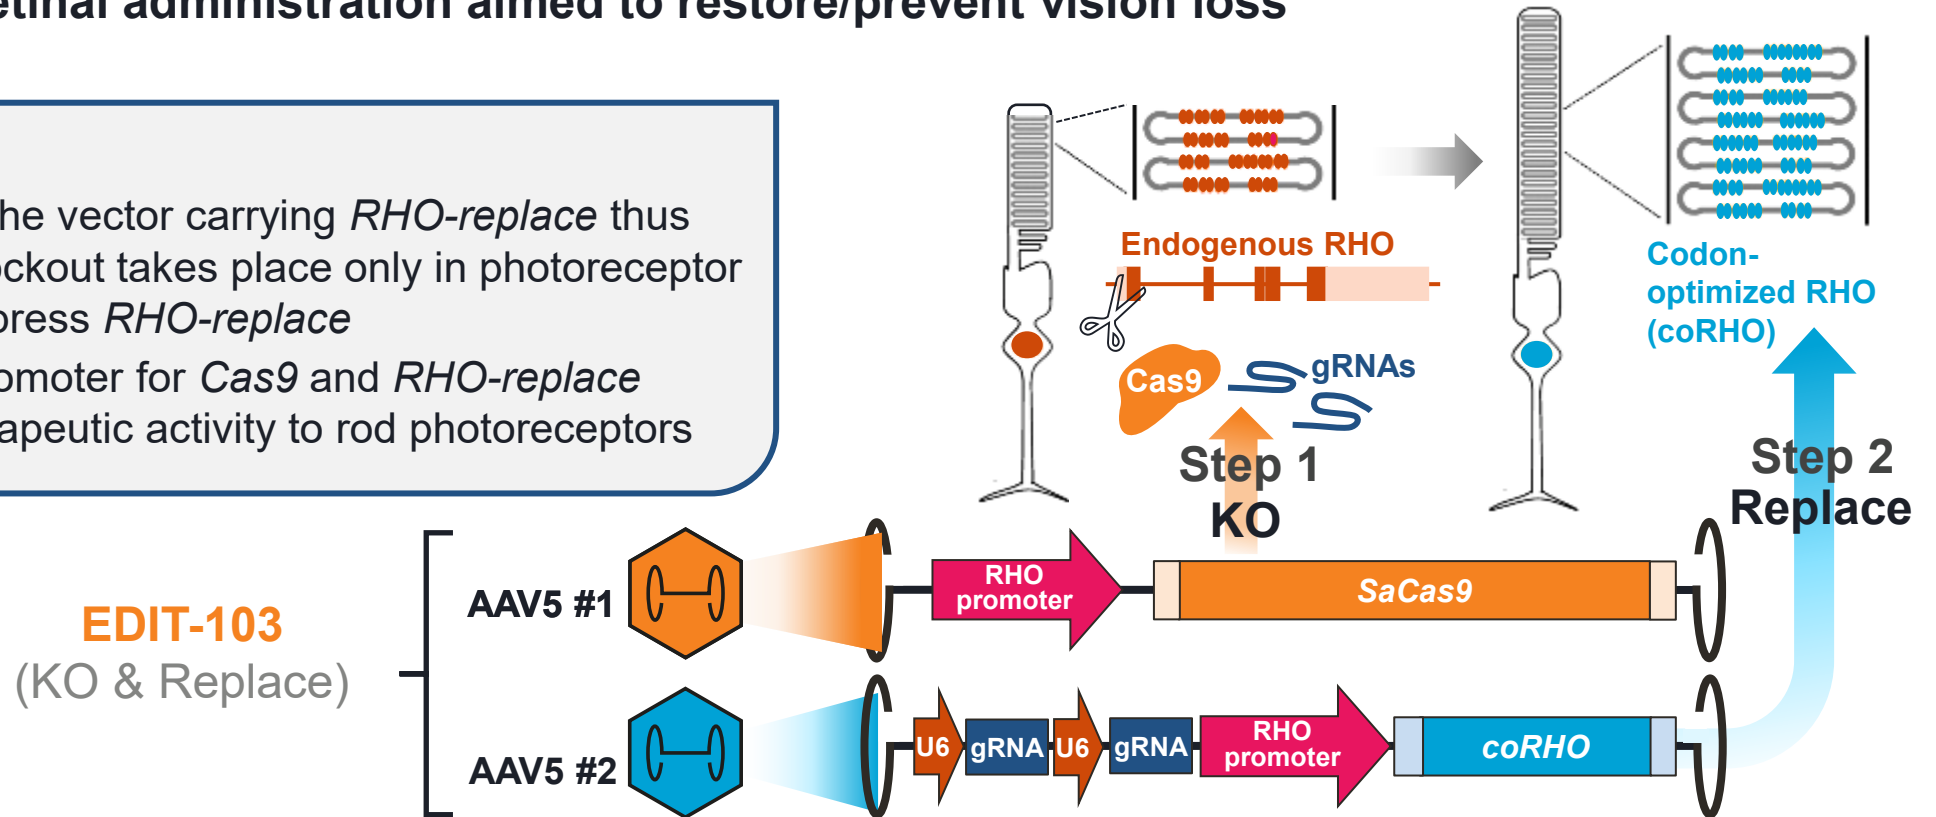 etinal administration aimed to restore/prevent vision loss
he vector carrying RHO-replace thus
ockout takes place only in photoreceptor
press RHO-replace
omoter for Cas9 and RHO-replace
apeutic activity to rod photoreceptors
Endogenous RHO
Cas9
gRNAs
Step 1
KO
Codon-
optimized RHO
(coRHO)
Step 2
Replace
EDIT-103
(KO & Replace)
AAV5 #1
RHO
promoter
SaCas9
AAV5 #2
U6
gRNA
U6
gRNA
RHO
promoter
coRHO